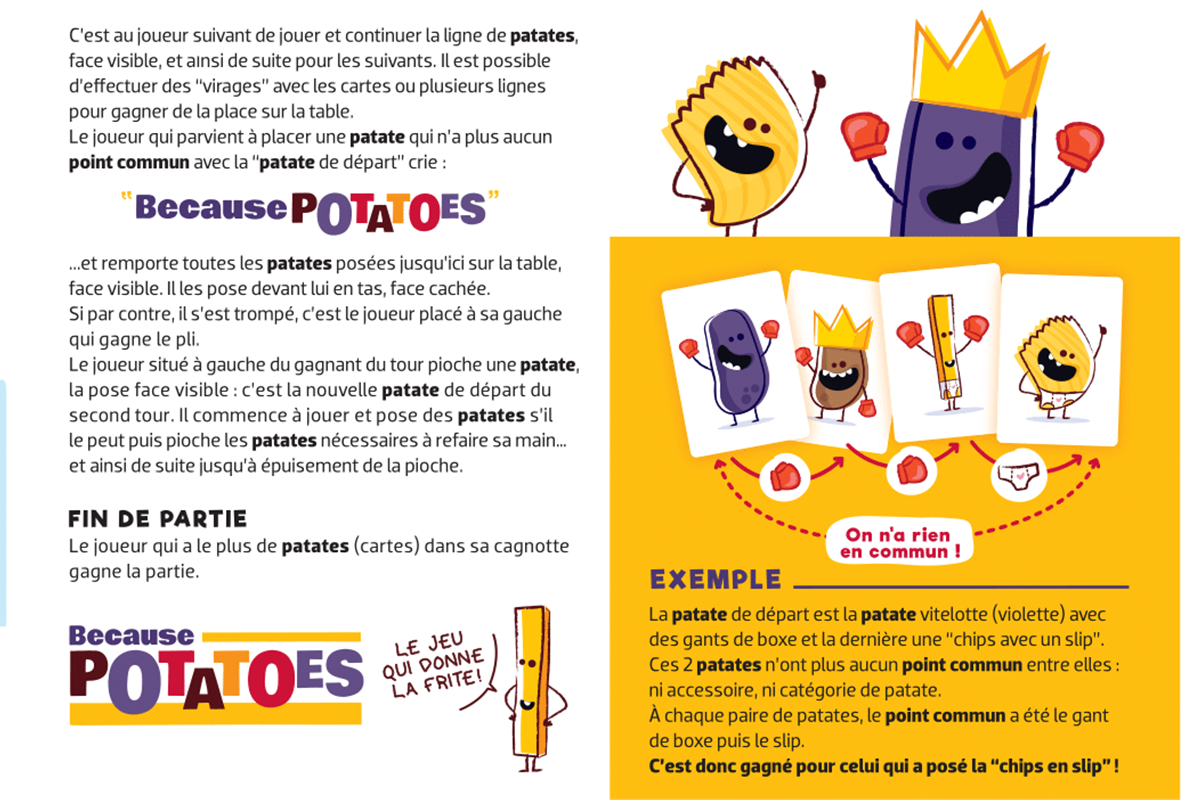 C'est au joueur suivant de jouer et continuer la ligne de patates,
face visible, et ainsi de suite pour les suivants. Il est possible
d'effectuer des "virages" avec les cartes ou plusieurs lignes
pour gagner de la place sur la table.
Le joueur qui parvient à placer une patate qui n'a plus aucun
point commun avec la "patate de départ" crie :
"Because POTATOES"
...et remporte toutes les patates posées jusqu'ici sur la table,
face visible. Il les pose devant lui en tas, face cachée.
Si par contre, il s'est trompé, c'est le joueur placé à sa gauche
qui gagne le pli.
Le joueur situé à gauche du gagnant du tour pioche une patate,
la pose face visible : c'est la nouvelle patate de départ du
second tour. Il commence à jouer et pose des patates s'il
le peut puis pioche les patates nécessaires à refaire sa main...
et ainsi de suite jusqu'à épuisement de la pioche.
FIN DE PARTIE
Le joueur qui a le plus de patates (cartes) dans sa cagnotte
gagne la partie.
Because
POTATOES
LE JEU
QUI DONNE
LA FRITE!
On n'a rien
en commun !
EXEMPLE
La patate de départ est la patate vitelotte (violette) avec
des gants de boxe et la dernière une "chips avec un slip".
Ces 2 patates n'ont plus aucun point commun entre elles :
ni accessoire, ni catégorie de patate.
À chaque paire de patates, le point commun a été le gant
de boxe puis le slip.
C'est donc gagné pour celui qui a posé la "chips en slip" !